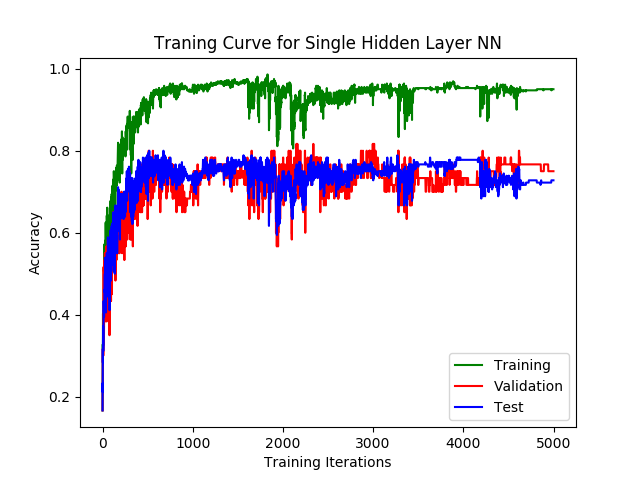 Traning Curve for Single Hidden Layer NN
1.0
0.8
0.6
0.4
0.2
Accuracy
0 1000 2000 3000 4000 5000
Training Iterations
Training
Validation
Test